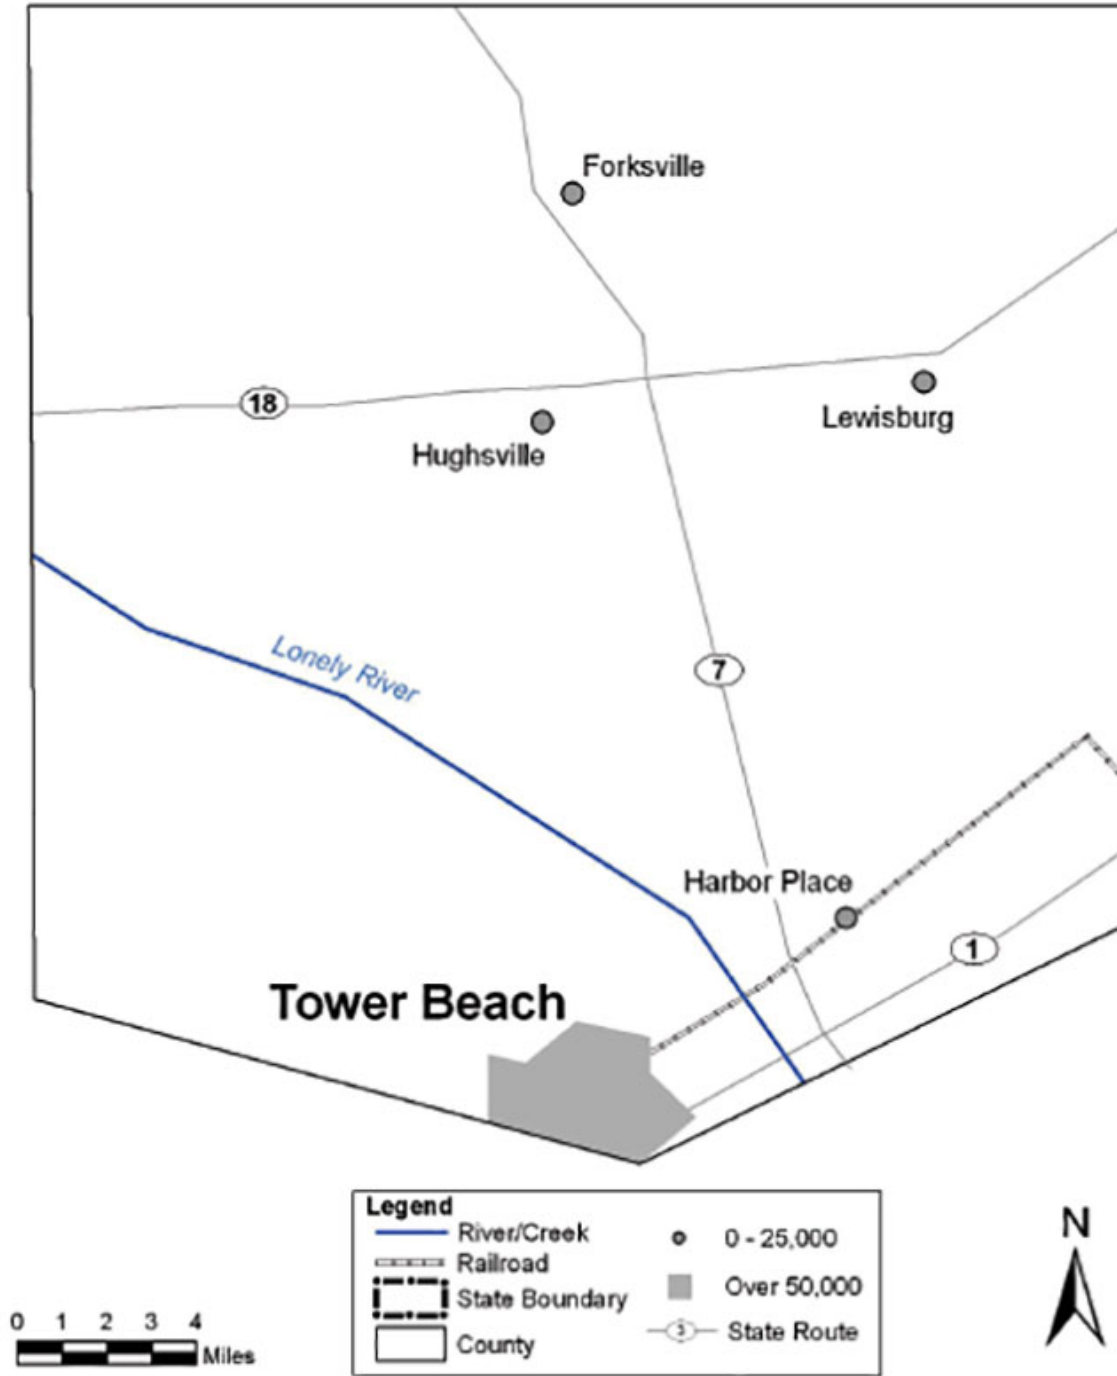 Forksville
18
Lewisburg
Hughsville
Lonely River
7
Harbor Place
1
Tower Beach
Legend
River/Creek
Railroad
State Boundary
County
0 - 25,000
Over 50,000
3 State Route
0 1 2 3 4
Miles
N